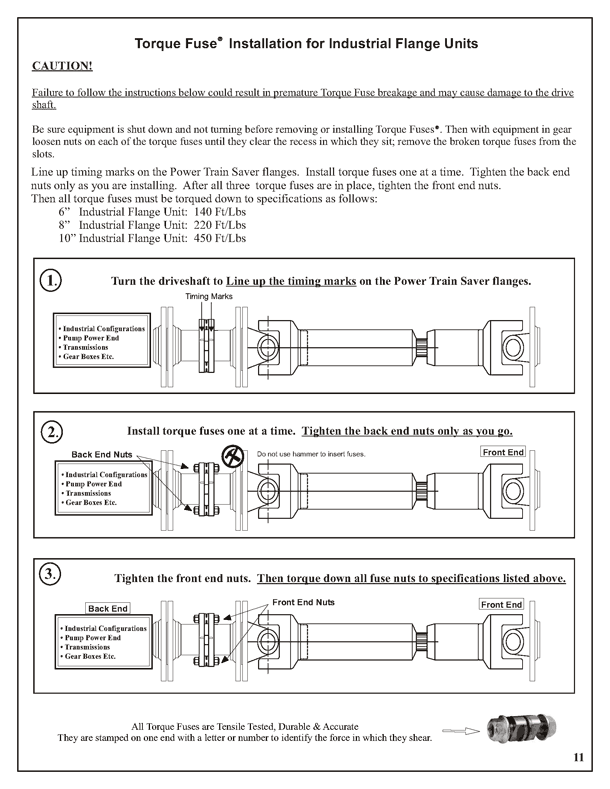 Torque Fuse® Installation for Industrial Flange Units
CAUTION!
Failure to follow the instructions below could result in premature Torque Fuse breakage and may cause damage to the drive
shaft.
Be sure equipment is shut down and not turning before removing or installing Torque Fuses®. Then with equipment in gear
loosen nuts on each of the torque fuses until they clear the recess in which they sit; remove the broken torque fuses from the
slots.
Line up timing marks on the Power Train Saver flanges. Install torque fuses one at a time. Tighten the back end
nuts only as you are installing. After all three torque fuses are in place, tighten the front end nuts.
Then all torque fuses must be torqued down to specifications as follows:
6” Industrial Flange Unit: 140 Ft/Lbs
8” Industrial Flange Unit: 220 Ft/Lbs
10” Industrial Flange Unit: 450 Ft/Lbs
1.
Turn the driveshaft to Line up the timing marks on the Power Train Saver flanges.
Timing Marks
• Industrial Configurations
• Pump Power End
• Transmissions
• Gear Boxes Etc.
2.
Install torque fuses one at a time. Tighten the back end nuts only as you go.
Back End Nuts
Do not use hammer to insert fuses.
Front End
• Industrial Configurations
• Pump Power End
• Transmissions
• Gear Boxes Etc.
3.
Tighten the front end nuts. Then torque down all fuse nuts to specifications listed above.
Back End
Front End Nuts
Front End
• Industrial Configurations
• Pump Power End
• Transmissions
• Gear Boxes Etc.
All Torque Fuses are Tensile Tested, Durable & Accurate
They are stamped on one end with a letter or number to identify the force in which they shear.
11